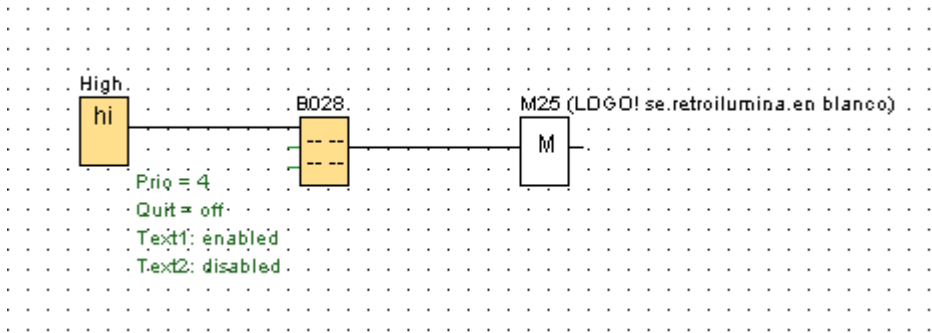 High
hi
B028
M25 (LOGO! se retroilumina en blanco)
M
Prio = 4
Quit = off
Text1: enabled
Text2: disabled